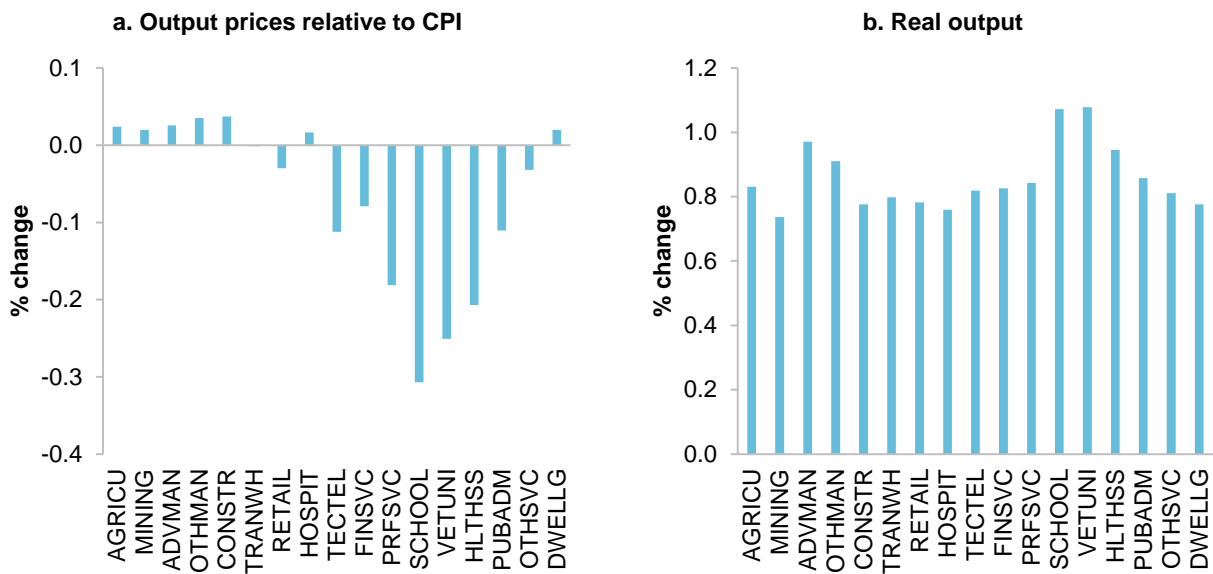 a. Output prices relative to CPI
% change
0.1
0.0
-0.1
-0.2
-0.3
-0.4
AGRICU
MINING
ADVMAN
OTHMAN
CONSTR
TRANWH
RETAIL
HOSPIT
TECTEL
FINSVC
PRFSVC
SCHOOL
VETUNI
HLTHSS
PUBADM
OTHSVC
DWELLG
b. Real output
% change
1.2
1.0
0.8
0.6
0.4
0.2
0.0
AGRICU
MINING
ADVMAN
OTHMAN
CONSTR
TRANWH
RETAIL
HOSPIT
TECTEL
FINSVC
PRFSVC
SCHOOL
VETUNI
HLTHSS
PUBADM
OTHSVC
DWELLG